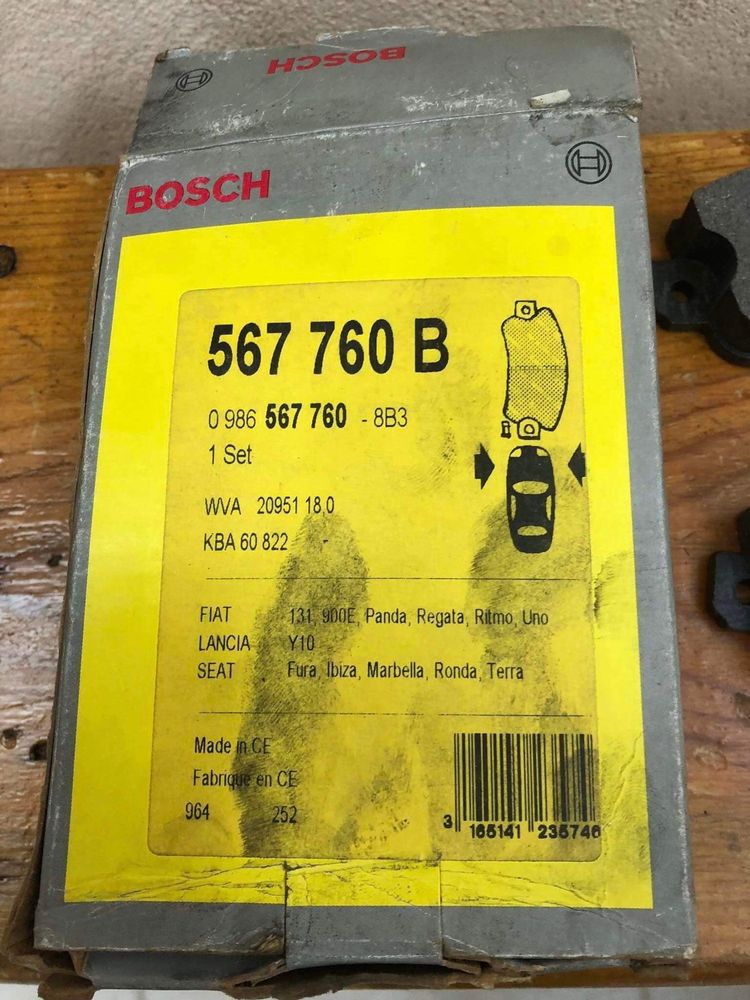 BOSCH
BOSCH
567 760 B
0 986 567 760 - 8B3
1 Set
WVA 20951 18,0
KBA 60 822
FIAT 131, 900E, Panda, Regata, Ritmo, Uno
LANCIA Y10
SEAT Fura, Ibiza, Marbella, Ronda, Terra
Made in CE
Fabriqué en CE
964 252
3 165141 235746